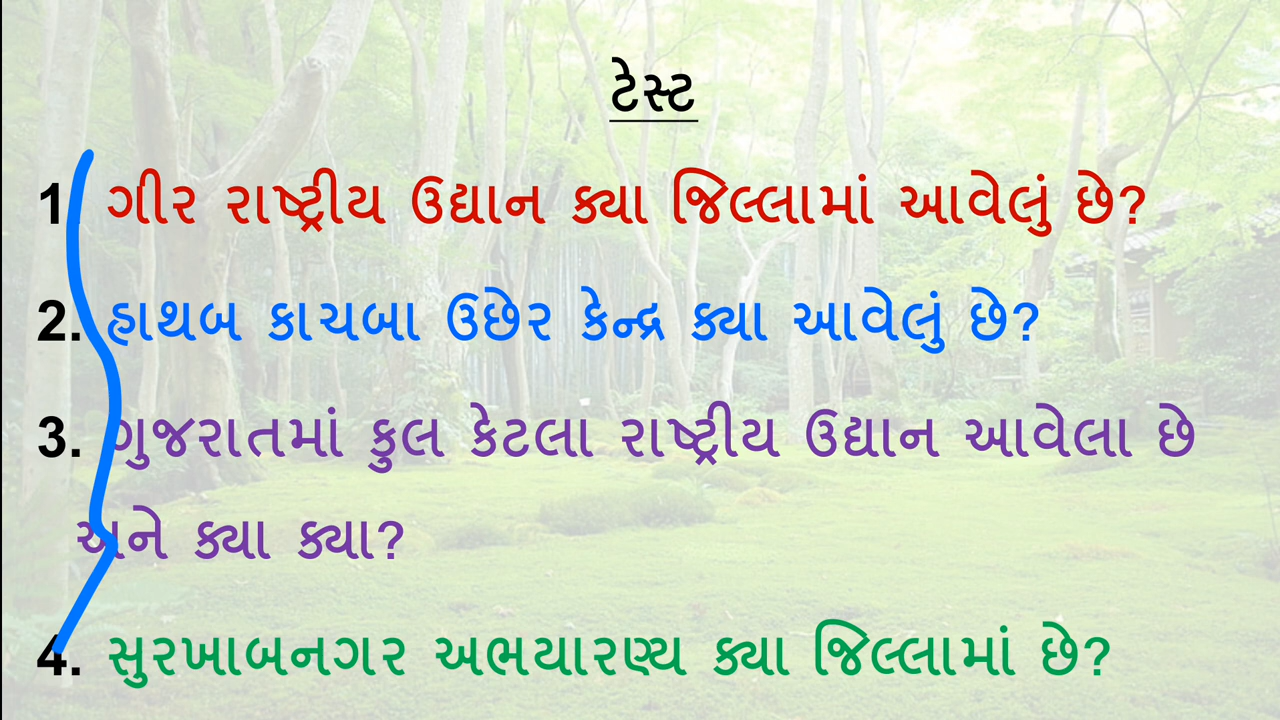 ટેસ્ટ
1. ગીર રાષ્ટ્રીય ઉદ્યાન ક્યા જિલ્લામાં આવેલું છે?
2. હાથબ કાચબા ઉછેર કેન્દ્ર ક્યા આવેલું છે?
3. ગુજરાતમાં કુલ કેટલા રાષ્ટ્રીય ઉદ્યાન આવેલા છે
અને ક્યા ક્યા?
4. સુરખાબનગર અભયારણ્ય ક્યા જિલ્લામાં છે?